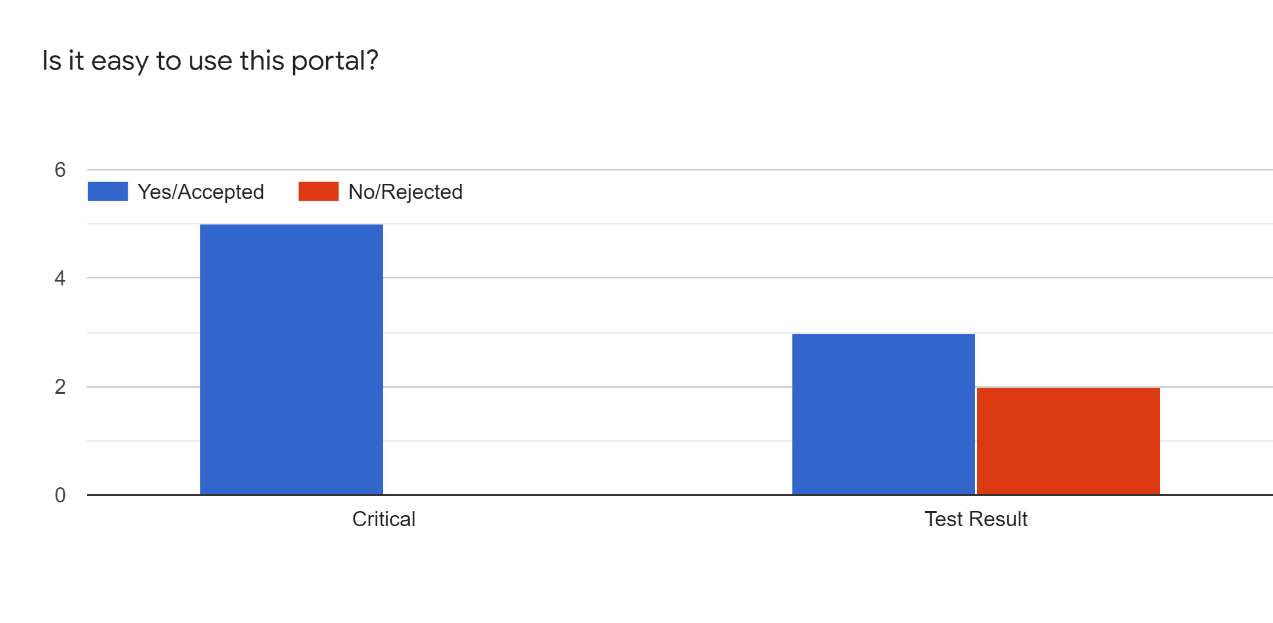 Is it easy to use this portal?
6
Yes/Accepted No/Rejected
4
2
0
Critical Test Result